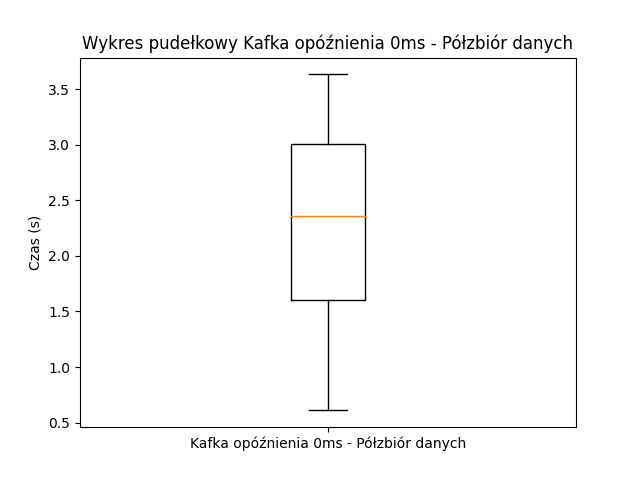 Wykres pudełkowy Kafka opóźnienia 0ms - Półzbiór danych
3.5
3.0
2.5
2.0
1.5
1.0
0.5
Czas (s)
Kafka opóźnienia 0ms - Półzbiór danych